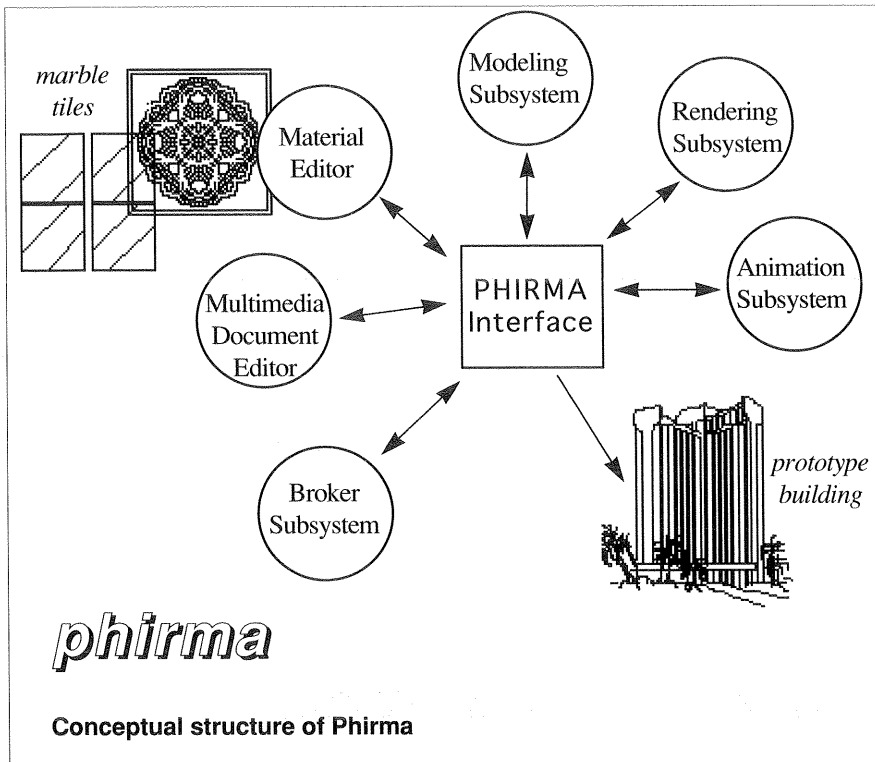 marble
tiles
Material
Editor
Modeling
Subsystem
Rendering
Subsystem
Multimedia
Document
Editor
PHIRMA
Interface
Animation
Subsystem
Broker
Subsystem
prototype
building
phirma
Conceptual structure of Phirma